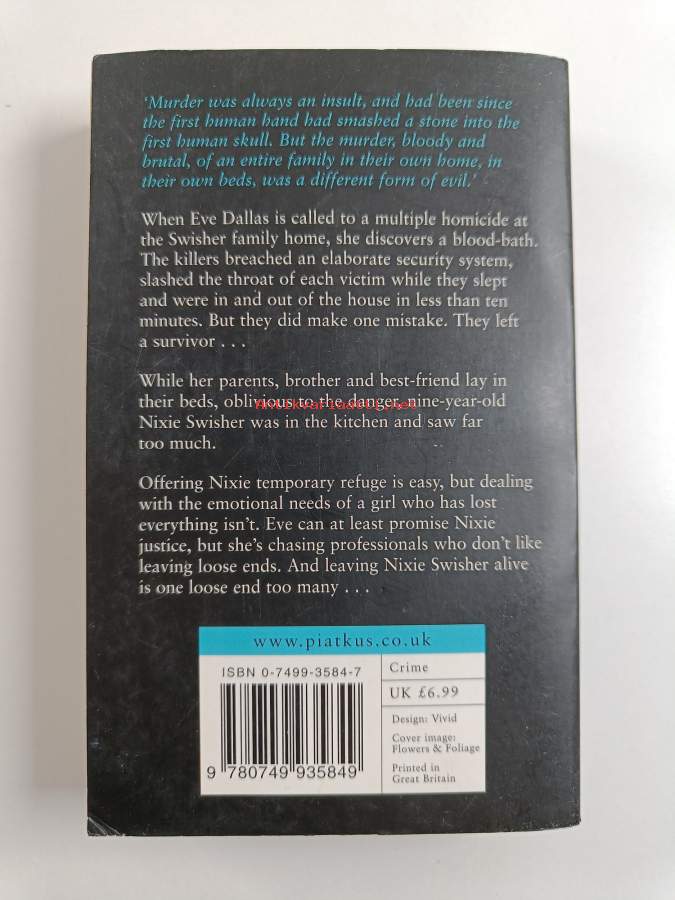 'Murder was always an insult, and had been since
the first human hand had smashed a stone into the
first human skull. But the murder, bloody and
brutal, of an entire family in their own home, in
their own beds, was a different form of evil.'
When Eve Dallas is called to a multiple homicide at
the Swisher family home, she discovers a blood-bath.
The killers breached an elaborate security system,
slashed the throat of each victim while they slept
and were in and out of the house in less than ten
minutes. But they did make one mistake. They left
a survivor . . .
While her parents, brother and best-friend lay in
their beds, oblivious to the danger, nine-year-old
Antikvariaatti.net
Nixie Swisher was in the kitchen and saw far
too much.
Offering Nixie temporary refuge is easy, but dealing
with the emotional needs of a girl who has lost
everything isn't. Eve can at least promise Nixie
justice, but she's chasing professionals who don't like
leaving loose ends. And leaving Nixie Swisher alive
is one loose end too many . . .
www.piatkus.co.uk
ISBN 0-7499-3584-7
9 780749 935849
Crime
UK £6.99
Design: Vivid
Cover image:
Flowers & Foliage
Printed in
Great Britain